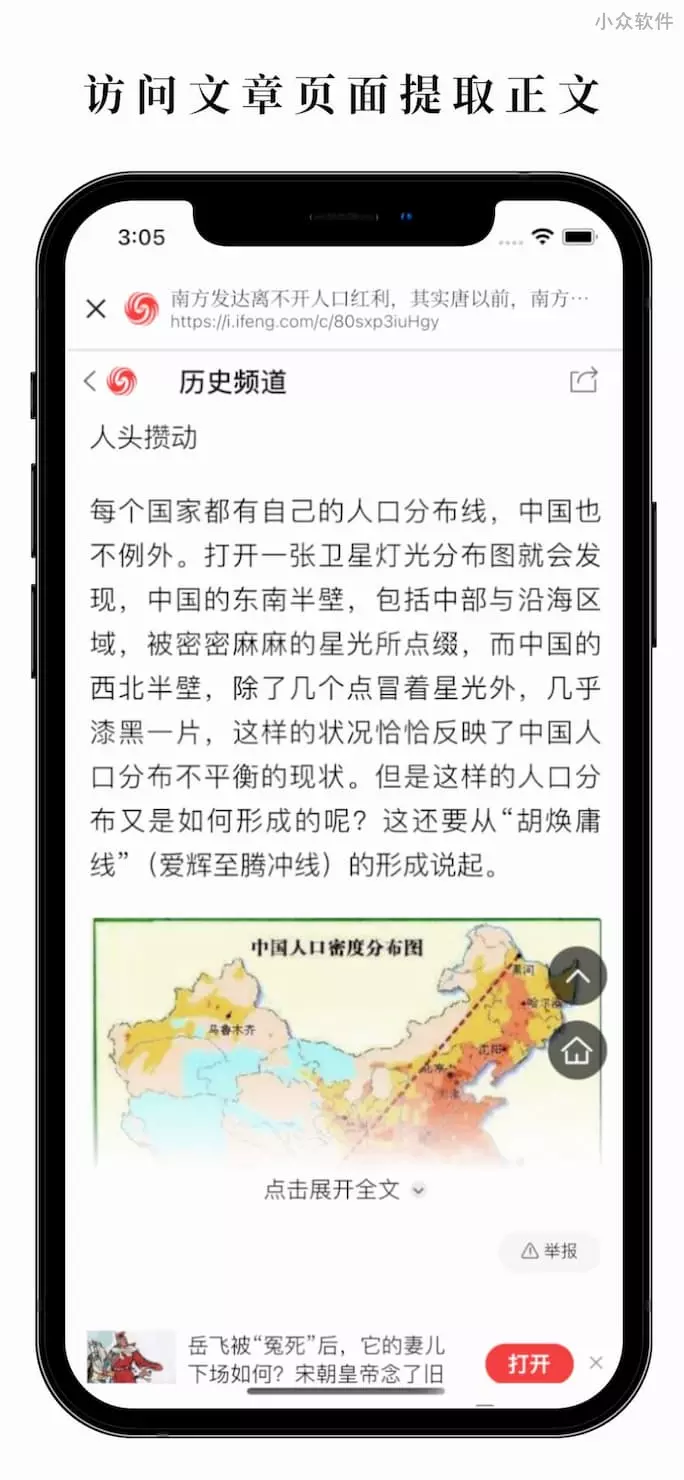 小众软件
访问文章页面提取正文
3:05
南方发达离不开人口红利，其实唐以前，南方…
https://i.ifeng.com/c/80sxp3iuHgy
历史频道
人头攒动
每个国家都有自己的人口分布线，中国也
不例外。打开一张卫星灯光分布图就会发
现，中国的东南半壁，包括中部与沿海区
域，被密密麻麻的星光所点缀，而中国的
西北半壁，除了几个点冒着星光外，几乎
漆黑一片，这样的状况恰恰反映了中国人
口分布不平衡的现状。但是这样的人口分
布又是如何形成的呢？这还要从“胡焕庸
线”（爱辉至腾冲线）的形成说起。
中国人口密度分布图
黑河
哈尔滨
乌鲁木齐
沈阳
北京
天津
点击展开全文
举报
岳飞被“冤死”后，它的妻儿
下场如何？宋朝皇帝念了旧
打开